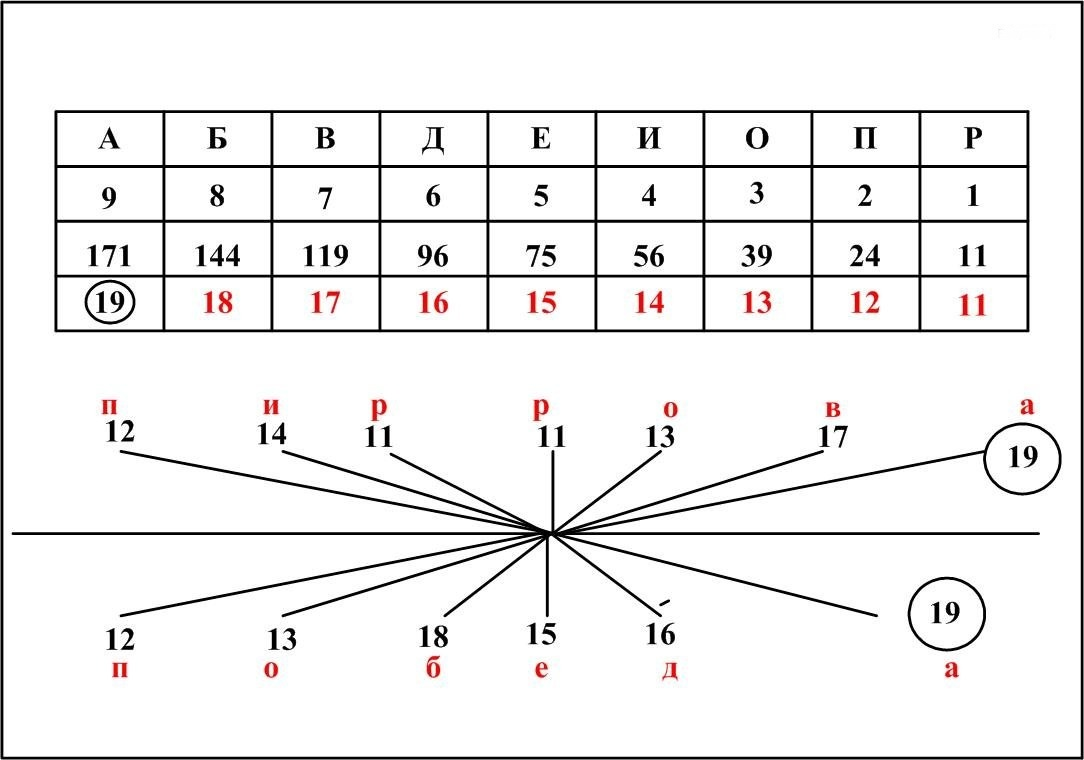 А Б В Д Е И О П Р
9 8 7 6 5 4 3 2 1
171 144 119 96 75 56 39 24 11
19 18 17 16 15 14 13 12 11
п и р р о в а
12 14 11 11 13 17 19
12 13 18 15 16 19
п о б е д а